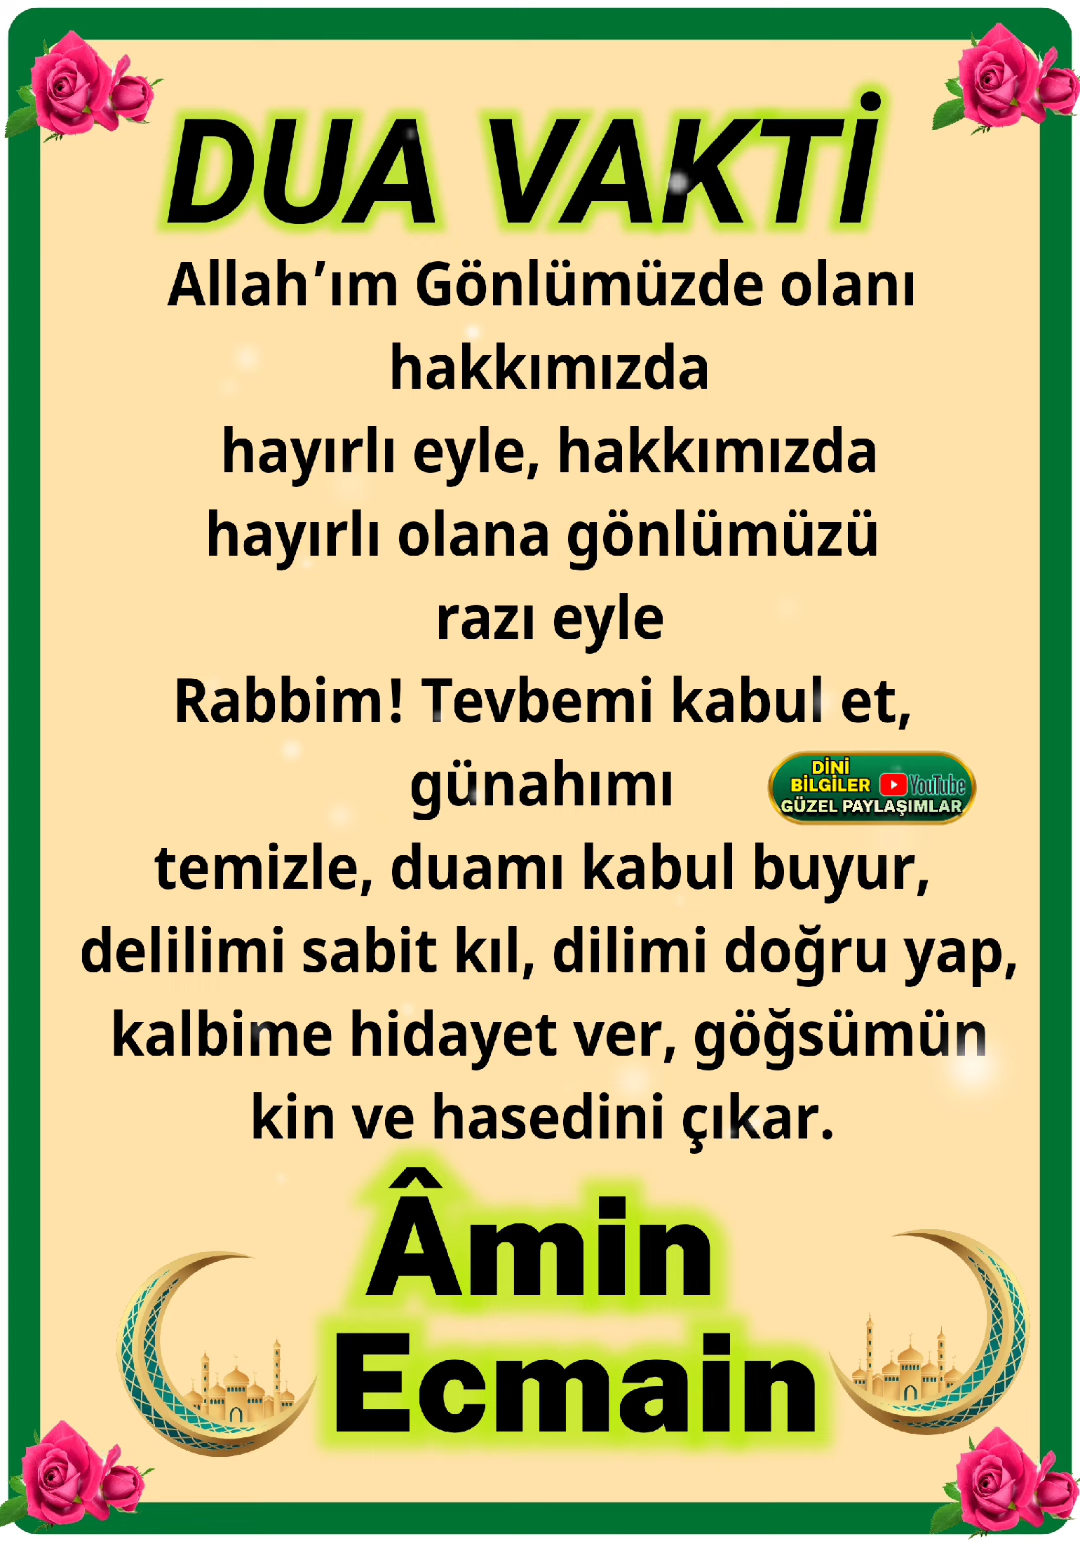 DUA VAKTİ
Allah’ım Gönlümüzde olanı
hakkımızda
hayırlı eyle, hakkımızda
hayırlı olana gönlümüzü
razı eyle
Rabbim! Tevbemi kabul et,
günahımı
DİNİ
BİLGİLER YouTube
GÜZEL PAYLAŞIMLAR
temizle, duamı kabul buyur,
delilimi sabit kıl, dilimi doğru yap,
kalbime hidayet ver, göğsümün
kin ve hasedini çıkar.
Âmin
Ecmain